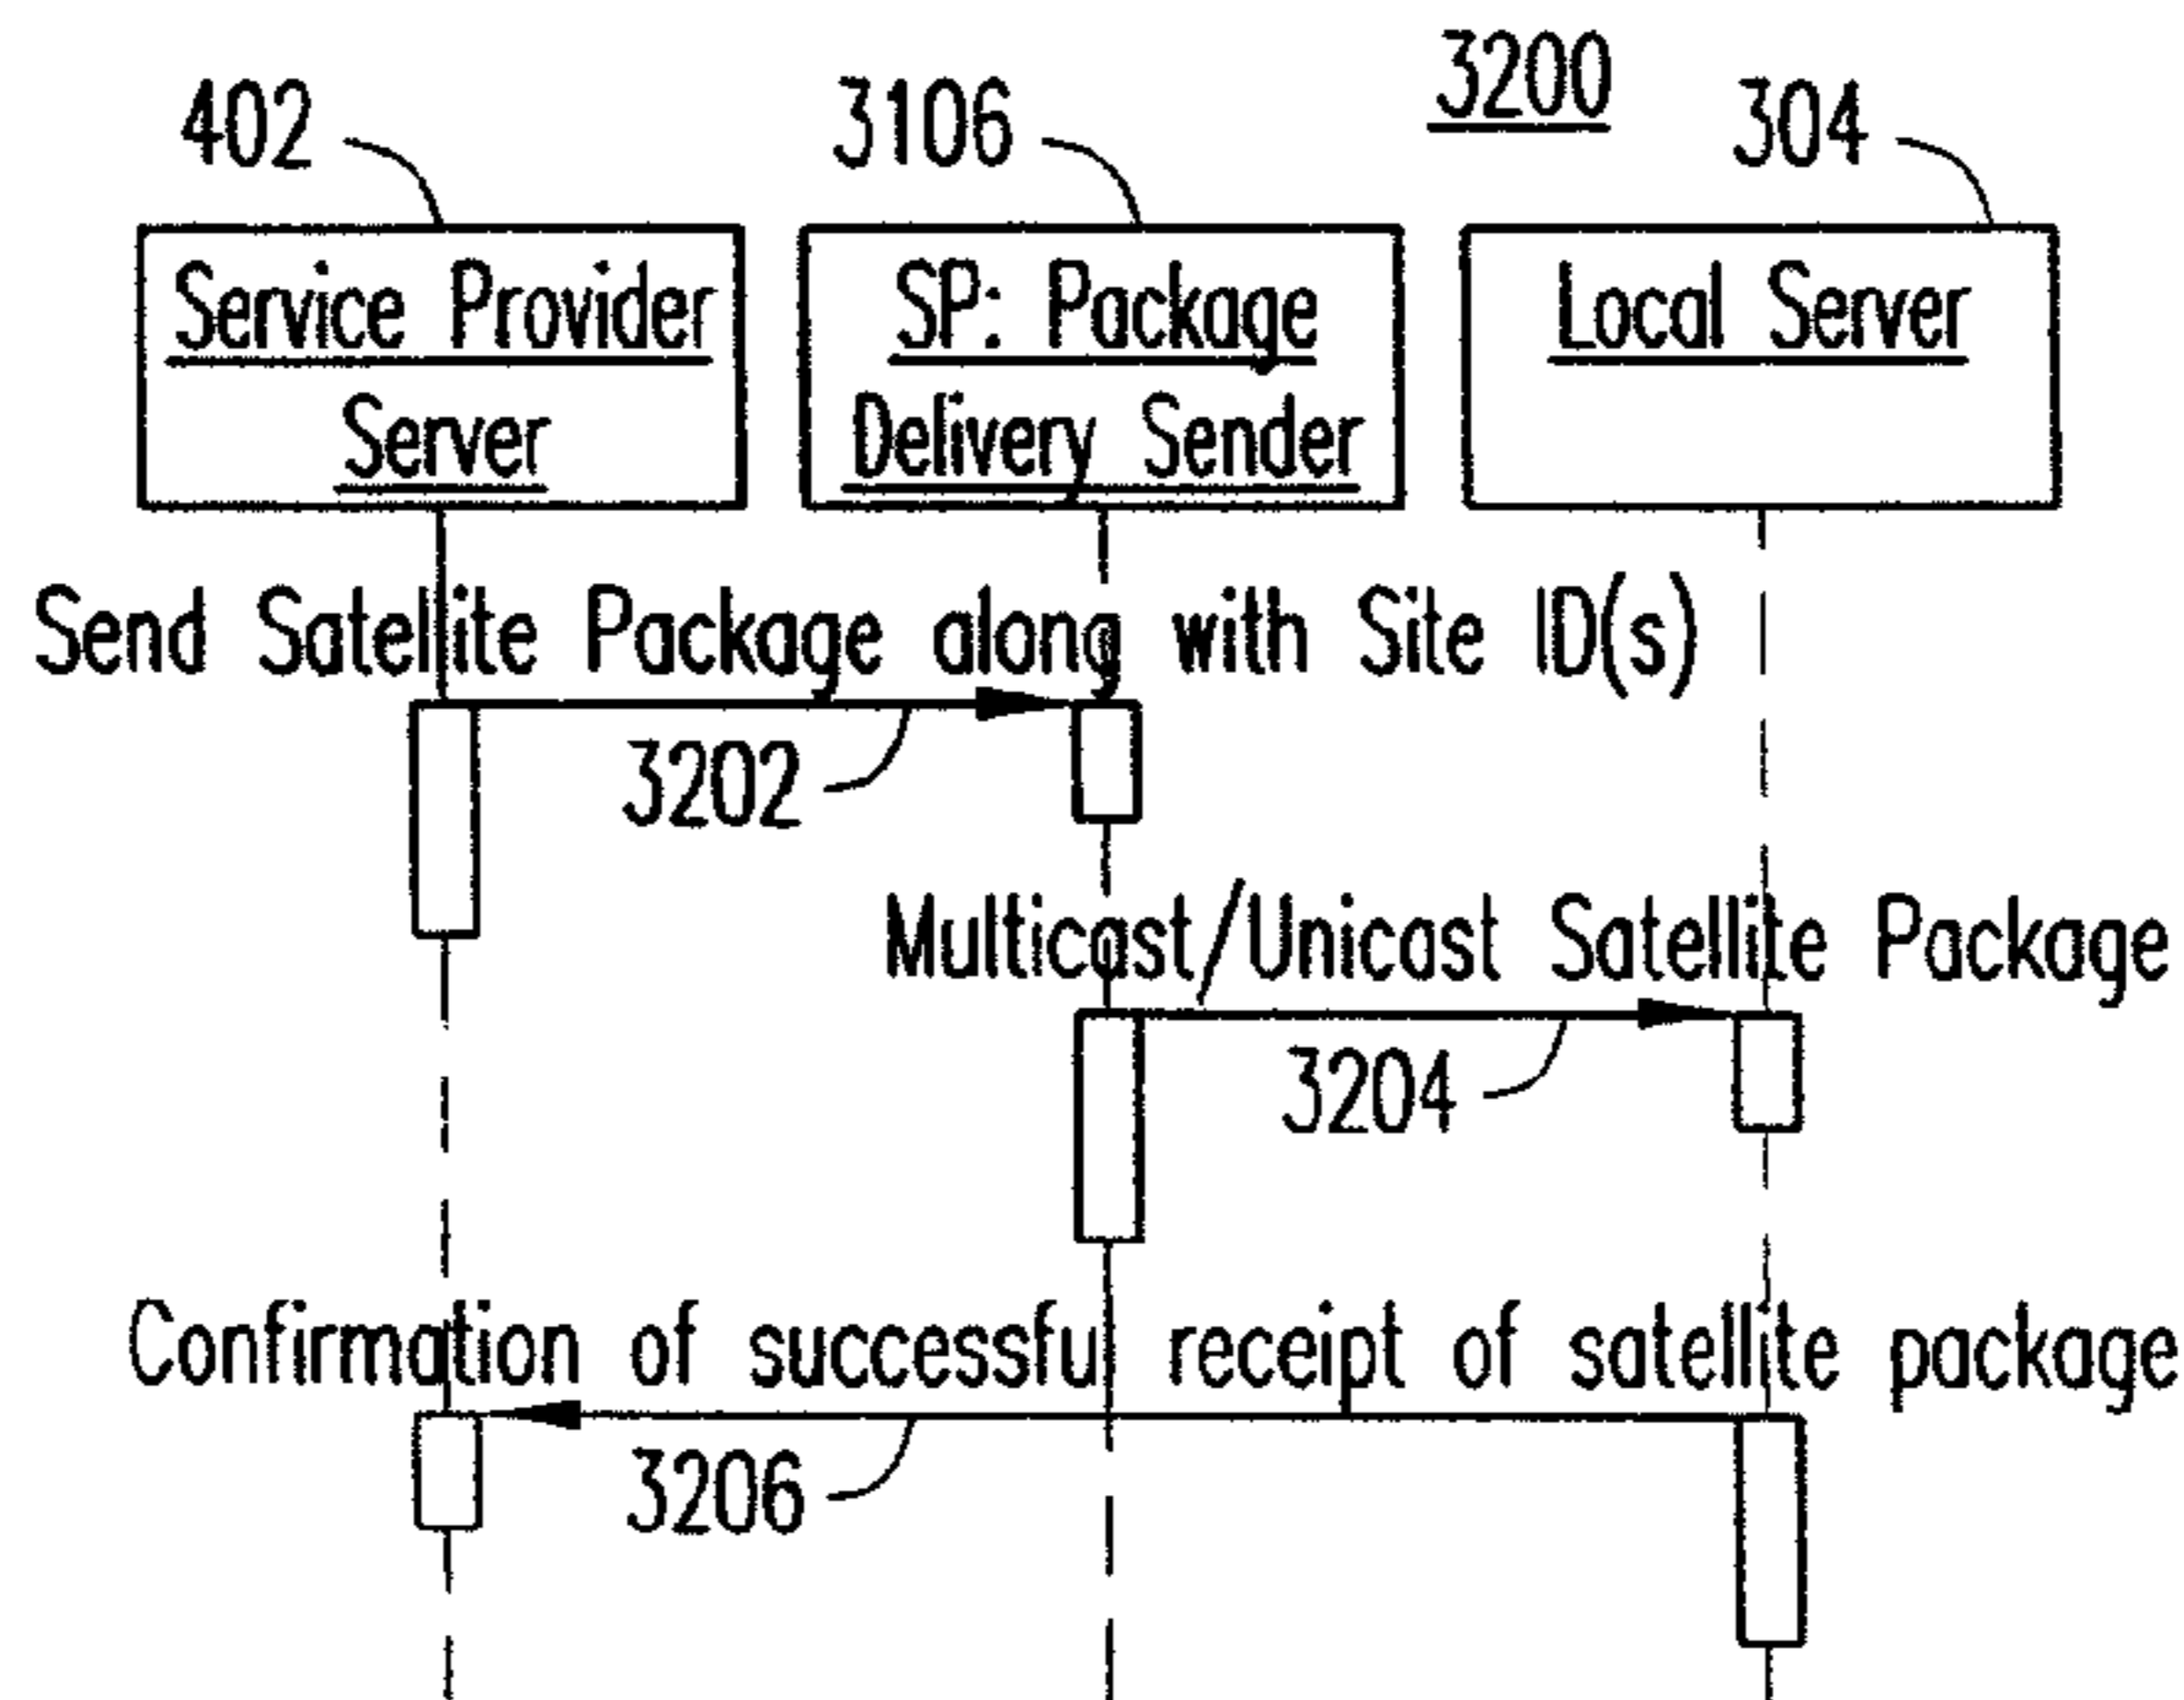 3200
402
3106
304
Service Provider
Server
SP: Package
Delivery Sender
Local Server
Send Satellite Package along with Site ID(s)
3202
Multicast/Unicast Satellite Package
3204
Confirmation of successful receipt of satellite package
3206